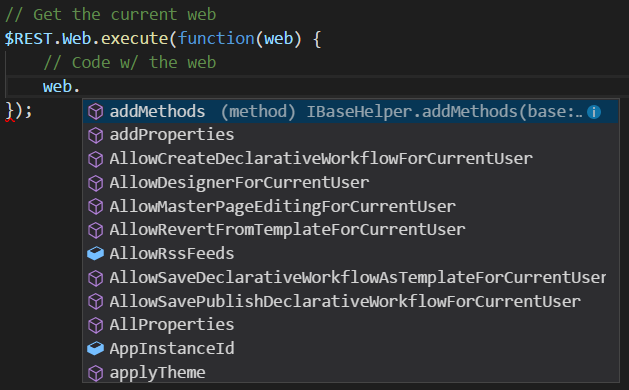 // Get the current web
$REST.Web.execute(function(web) {
// Code w/ the web
web.
});
addMethods (method) IBaseHelper.addMethods(base:..
addProperties
AllowCreateDeclarativeWorkflowForCurrentUser
AllowDesignerForCurrentUser
AllowMasterPageEditingForCurrentUser
AllowRevertFromTemplateForCurrentUser
AllowRssFeeds
AllowSaveDeclarativeWorkflowAsTemplateForCurrentUser
AllowSavePublishDeclarativeWorkflowForCurrentUser
AllProperties
AppInstanceId
applyTheme